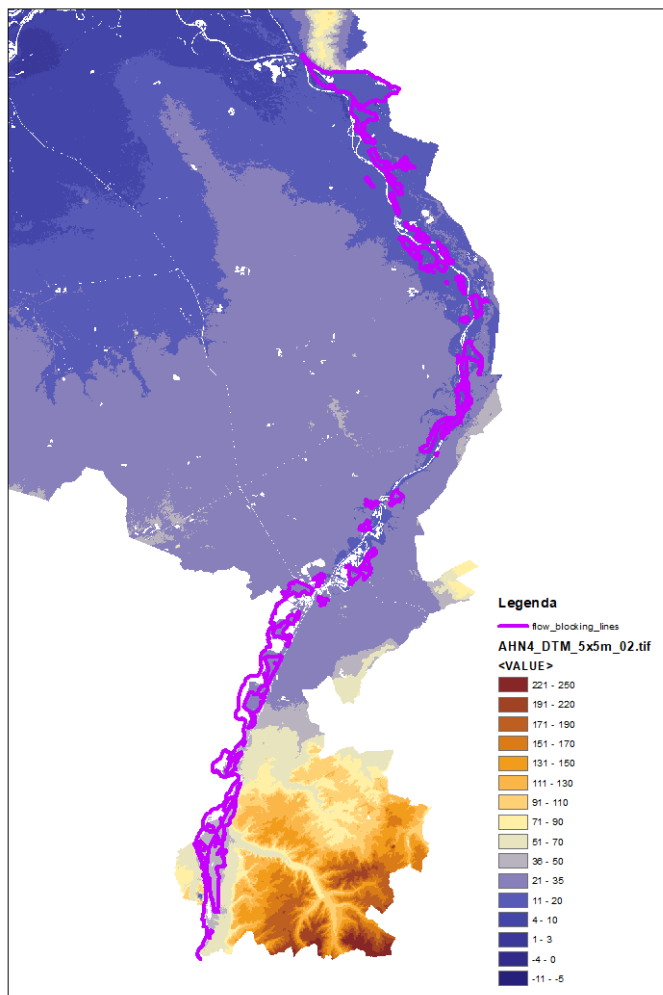 Legenda
flow_blocking_lines
AHN4_DTM_5x5m_02.tif
<VALUE>
221 - 250
191 - 220
171 - 190
151 - 170
131 - 150
111 - 130
91 - 110
71 - 90
51 - 70
36 - 50
21 - 35
11 - 20
4 - 10
1 - 3
-4 - 0
-11 - -5